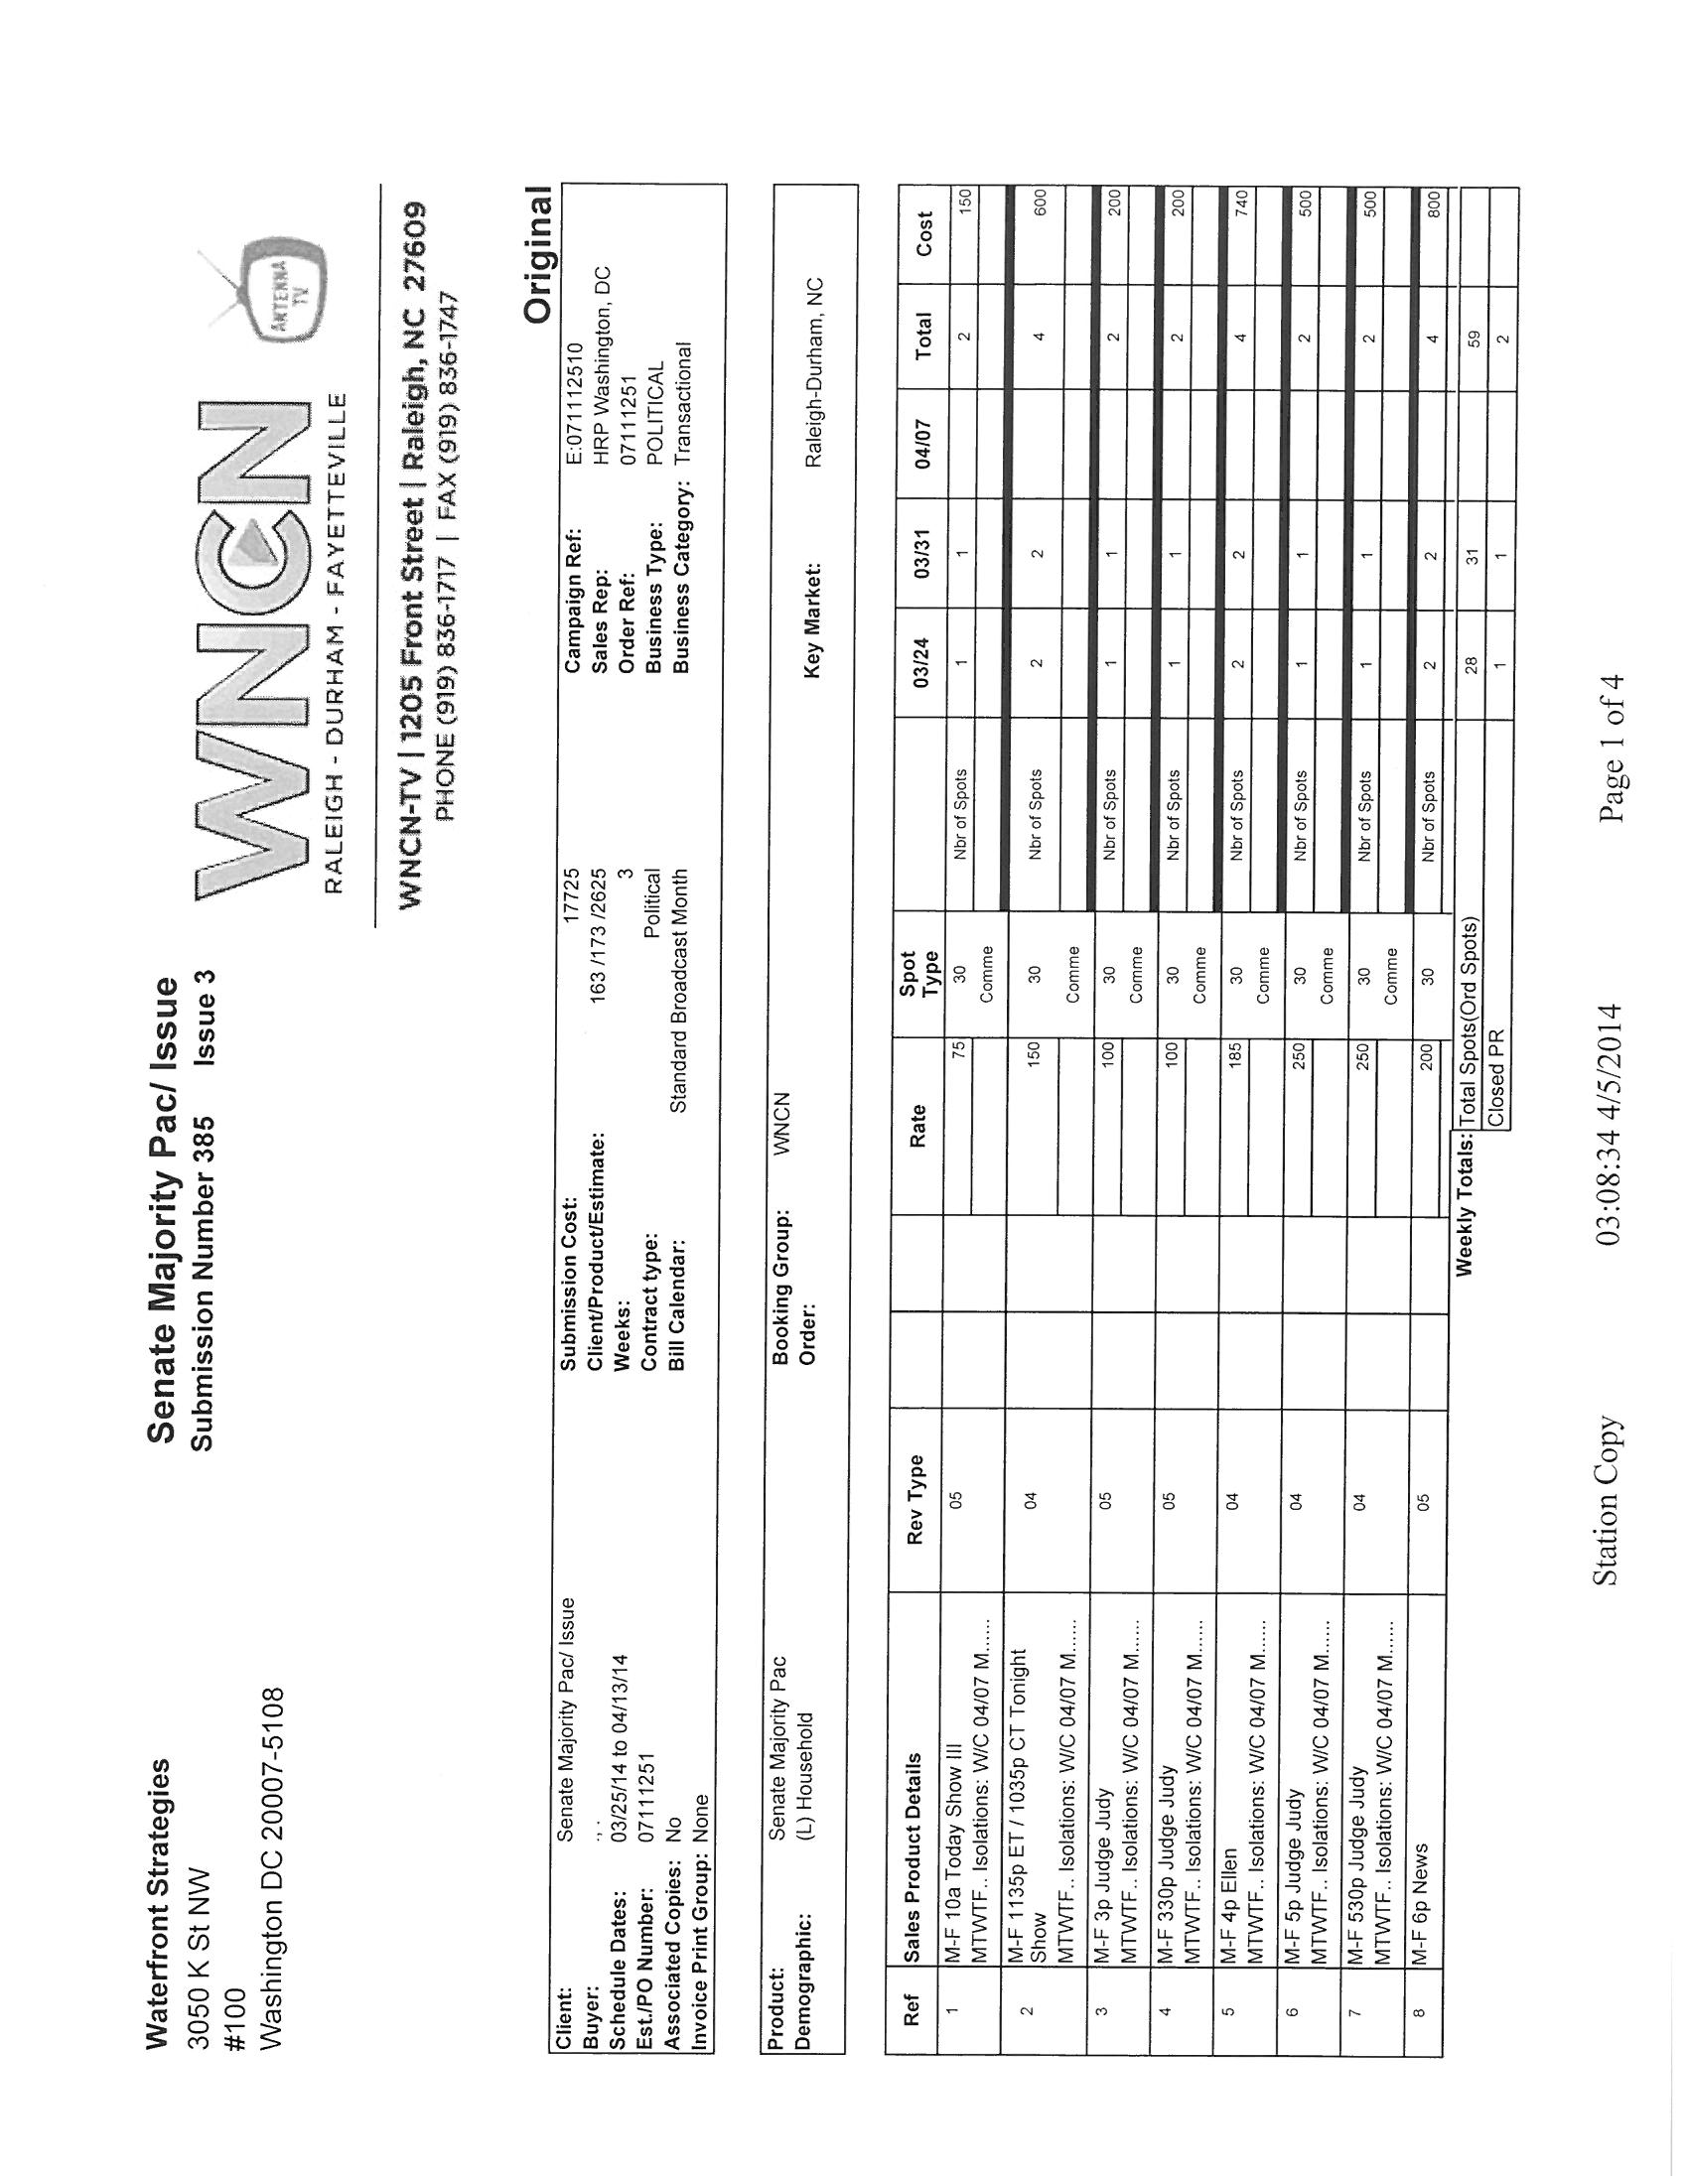 Waterfront Strategies
3050 K St NW
#100
Washington DC 20007-5108
Senate Majority Pac/ Issue
Submission Number 385 Issue 3
WNCN
ANTENNA TV
RALEIGH - DURHAM - FAYETTEVILLE
WNCN-TV | 1205 Front Street | Raleigh, NC 27609
PHONE (919) 836-1717 | FAX (919) 836-1747
Original
Client: Senate Majority Pac/ Issue Submission Cost: 17725 Campaign Ref: E:0711112510
Buyer: ., . Client/Product/Estimate: 163 /173 /2625 Sales Rep: HRP Washington, DC
Schedule Dates: 03/25/14 to 04/13/14 Weeks: 3 Order Ref: 07111251
Est./PO Number: 07111251 Contract type: Political Business Type: POLITICAL
Associated Copies: No Bill Calendar: Standard Broadcast Month Business Category: Transactional
Invoice Print Group: None
Product: Senate Majority Pac Booking Group: WNCN Key Market: Raleigh-Durham, NC
Demographic: (L) Household Order:
Ref Sales Product Details Rev Type Rate Spot Type 03/24 03/31 04/07 Total Cost
1 M-F 10a Today Show III 05 75 30 Nbr of Spots 1 1 2 150
MTWTF.. Isolations: W/C 04/07 M...... Comme
2 M-F 1135p ET / 1035p CT Tonight Show 04 150 30 Nbr of Spots 2 2 4 600
MTWTF.. Isolations: W/C 04/07 M...... Comme
3 M-F 3p Judge Judy 05 100 30 Nbr of Spots 1 1 2 200
MTWTF.. Isolations: W/C 04/07 M...... Comme
4 M-F 330p Judge Judy 05 100 30 Nbr of Spots 1 1 2 200
MTWTF.. Isolations: W/C 04/07 M...... Comme
5 M-F 4p Ellen 04 185 30 Nbr of Spots 2 2 4 740
MTWTF.. Isolations: W/C 04/07 M...... Comme
6 M-F 5p Judge Judy 04 250 30 Nbr of Spots 1 1 2 500
MTWTF.. Isolations: W/C 04/07 M...... Comme
7 M-F 530p Judge Judy 04 250 30 Nbr of Spots 1 1 2 500
MTWTF.. Isolations: W/C 04/07 M...... Comme
8 M-F 6p News 05 200 30 Nbr of Spots 2 2 4 800
Weekly Totals: Total Spots(Ord Spots) 28 31 59
Closed PR 1 1 2
Station Copy 03:08:34 4/5/2014 Page 1 of 4